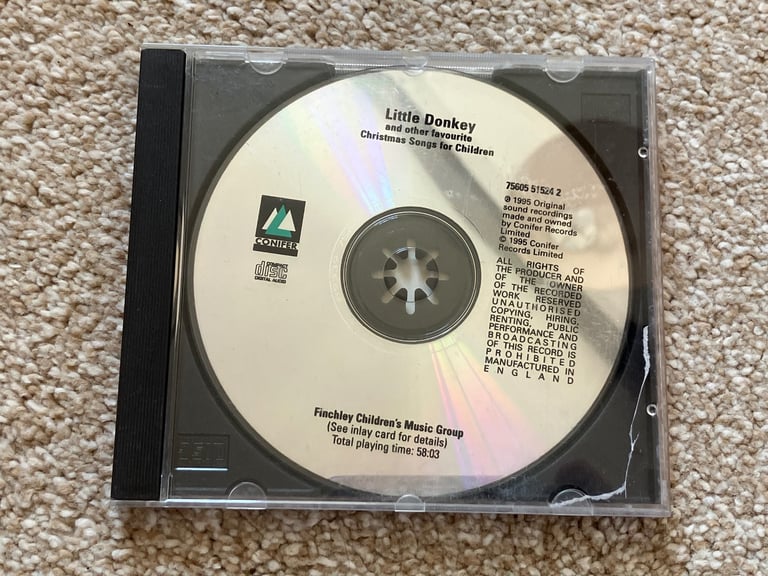 Little Donkey
and other favourite
Christmas Songs for Children
75605 51524 2
℗ 1995 Original
sound recordings
made and owned
by Conifer Records
Limited
© 1995 Conifer
Records Limited
CONIFER
COMPACT
disc
DIGITAL AUDIO
ALL RIGHTS OF
THE PRODUCER AND
OF THE OWNER
OF THE RECORDED
WORK RESERVED
UNAUTHORISED
COPYING, HIRING,
RENTING, PUBLIC
PERFORMANCE AND
BROADCASTING
OF THIS RECORD IS
PROHIBITED
MANUFACTURED IN
ENGLAND
Finchley Children's Music Group
(See inlay card for details)
Total playing time: 58:03